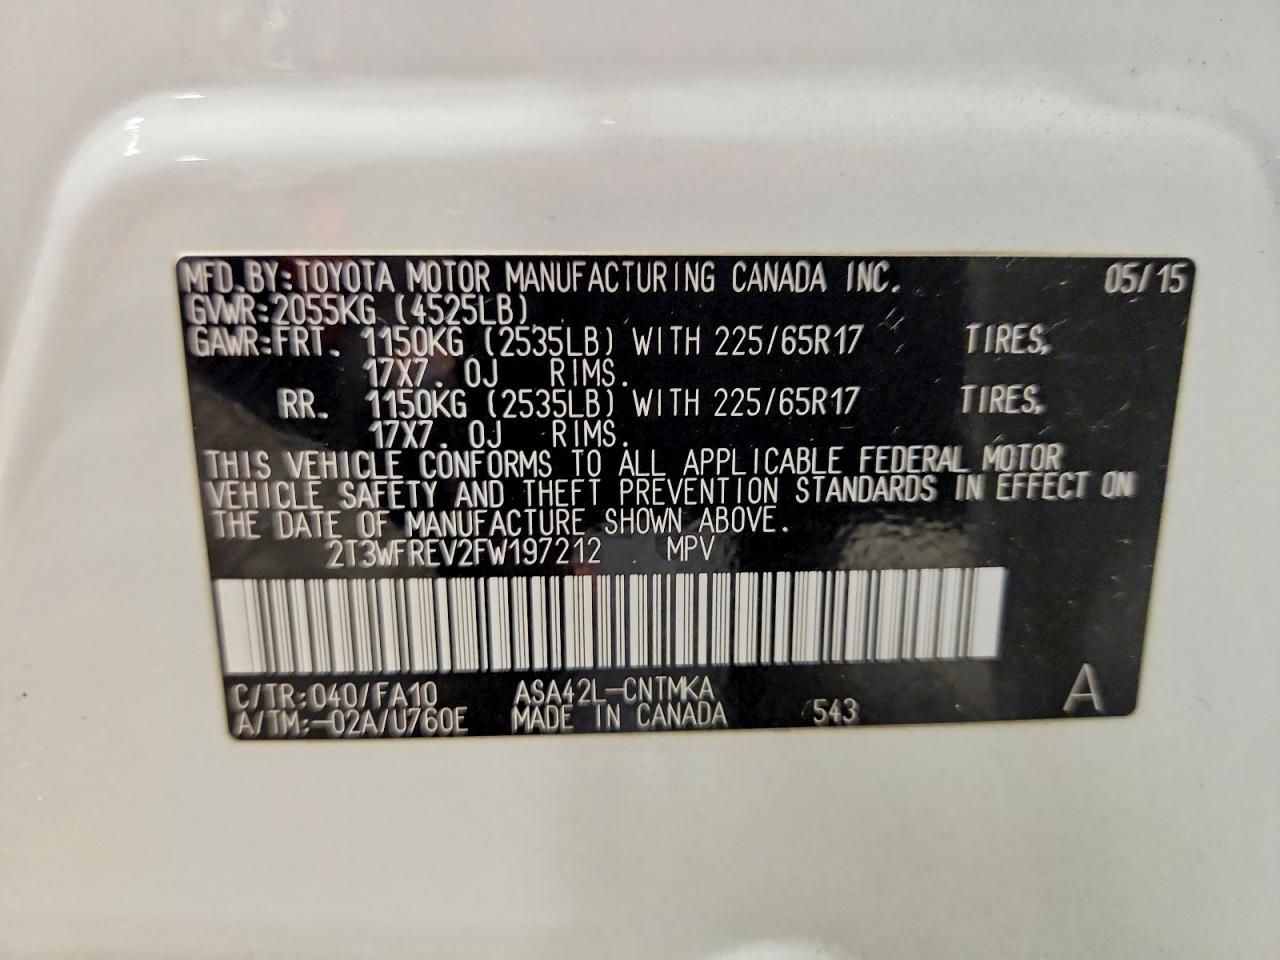 MFD.BY:TOYOTA MOTOR MANUFACTURING CANADA INC. 05/15
GVWR:2055KG (4525LB)
GAWR:FRT. 1150KG (2535LB) WITH 225/65R17 TIRES,
17X7.0J RIMS.
RR. 1150KG (2535LB) WITH 225/65R17 TIRES,
17X7.0J RIMS.
THIS VEHICLE CONFORMS TO ALL APPLICABLE FEDERAL MOTOR
VEHICLE SAFETY AND THEFT PREVENTION STANDARDS IN EFFECT ON
THE DATE OF MANUFACTURE SHOWN ABOVE.
2T3WFREV2FW197212 MPV
C/TR:040/FA10 ASA42L-CNTMKA A
A/TM:-02A/U760E MADE IN CANADA 543